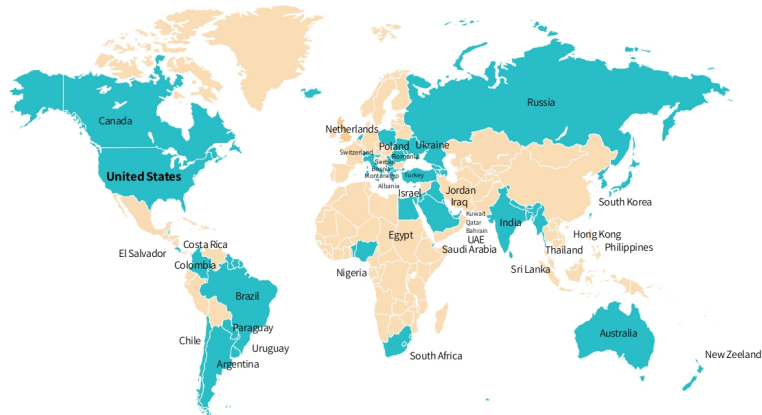 Canada
United States
El Salvador
Costa Rica
Colombia
Brazil
Paraguay
Chile
Uruguay
Argentina
Netherlands
Switzerland
Poland
Ukraine
Romania
Serbia
Bosnia
Montenegro
Albania
Turkey
Israel
Jordan
Iraq
Kuwait
Qatar
Bahrain
UAE
Saudi Arabia
Egypt
Nigeria
South Africa
Russia
India
Sri Lanka
Thailand
Hong Kong
Philippines
South Korea
Australia
New Zeeland